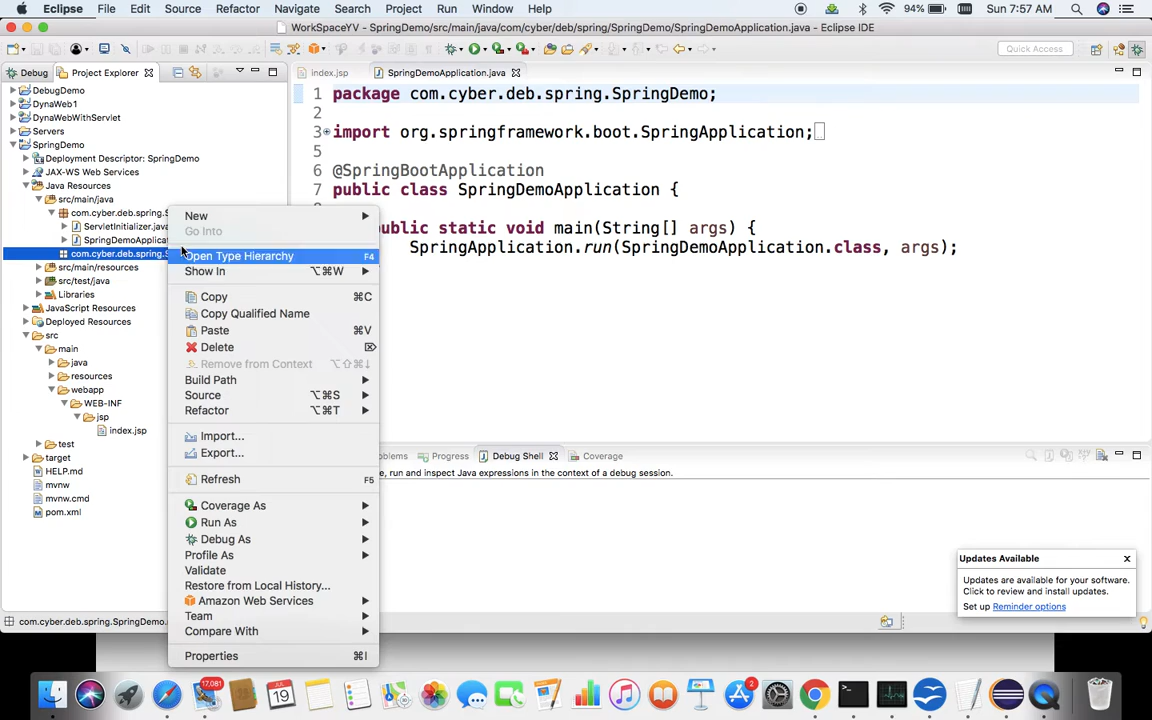 Eclipse File Edit Source Refactor Navigate Search Project Run Window Help 94% Sun 7:57 AM
WorkSpaceYV - SpringDemo/src/main/java/com/cyber/deb/spring/SpringDemo/SpringDemoApplication.java - Eclipse IDE
Quick Access
Debug Project Explorer index.jsp SpringDemoApplication.java
DebugDemo
DynaWeb1
DynaWebWithServlet
Servers
SpringDemo
Deployment Descriptor: SpringDemo
JAX-WS Web Services
Java Resources
src/main/java
com.cyber.deb.spring.S
ServletInitializer.java
SpringDemoApplicat
com.cyber.deb.spring.S
src/main/resources
src/test/java
Libraries
JavaScript Resources
Deployed Resources
src
main
java
resources
webapp
WEB-INF
jsp
index.jsp
test
target
HELP.md
mvnw
mvnw.cmd
pom.xml
com.cyber.deb.spring.SpringDemo.
New
Go Into
Open Type Hierarchy F4
Show In ⌥⌘W
Copy ⌘C
Copy Qualified Name
Paste ⌘V
Delete ⌦
Remove from Context ⌥⇧⌘↓
Build Path
Source ⌥⌘S
Refactor ⌥⌘T
Import...
Export...
Refresh F5
Coverage As
Run As
Debug As
Profile As
Validate
Restore from Local History...
Amazon Web Services
Team
Compare With
Properties ⌘I
1 package com.cyber.deb.spring.SpringDemo;
2
3 import org.springframework.boot.SpringApplication;
5
6 @SpringBootApplication
7 public class SpringDemoApplication {
ublic static void main(String[] args) {
SpringApplication.run(SpringDemoApplication.class, args);
oblems Progress Debug Shell Coverage
e, run and inspect Java expressions in the context of a debug session.
Updates Available
Updates are available for your software.
Click to review and install updates.
Set up Reminder options
17,081
JUL
19
2